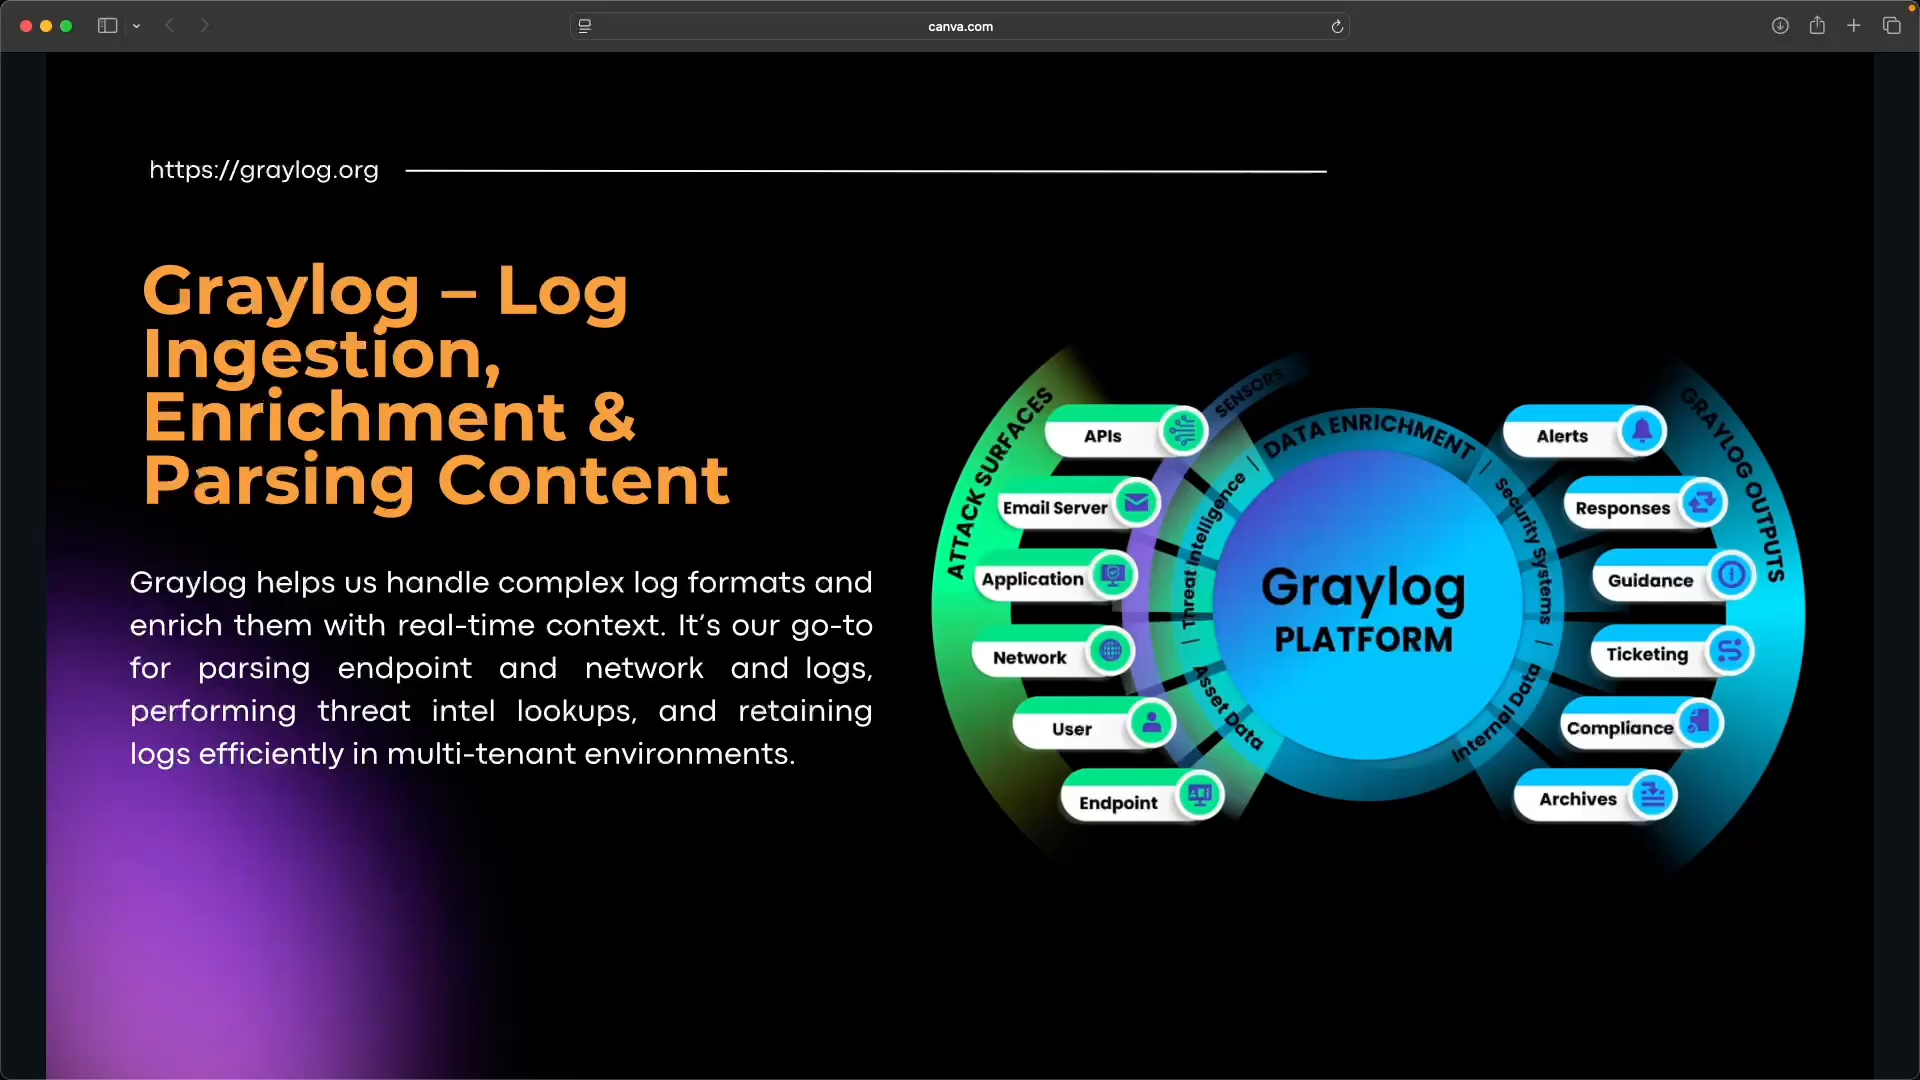 canva.com
https://graylog.org
Graylog – Log
Ingestion,
Enrichment &
Parsing Content
Graylog helps us handle complex log formats and
enrich them with real-time context. It’s our go-to
for parsing endpoint and network and logs,
performing threat intel lookups, and retaining
logs efficiently in multi-tenant environments.
ATTACK SURFACES
APIs
Email Server
Application
Network
User
Endpoint
SENSORS
DATA ENRICHMENT
Threat Intelligence
Asset Data
Security Systems
Internal Data
Graylog
PLATFORM
GRAYLOG OUTPUTS
Alerts
Responses
Guidance
Ticketing
Compliance
Archives